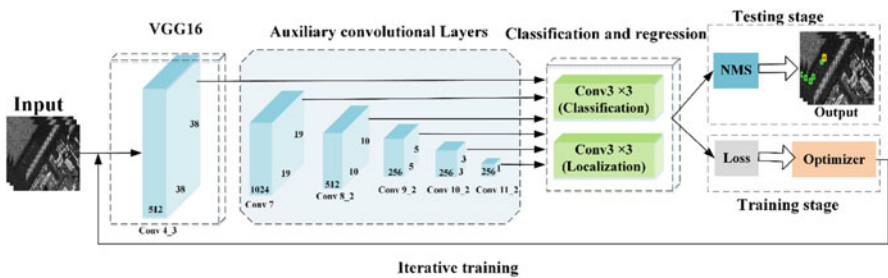 VGG16
Auxiliary convolutional Layers
Classification and regression
Testing stage
Input
38
38
512
Conv 4_3
19
19
1024
Conv 7
10
10
512
Conv 8_2
5
5
256
Conv 9_2
3
3
256
Conv 10_2
1
256
Conv 11_2
Conv3 ×3
(Classification)
Conv3 ×3
(Localization)
NMS
Output
Loss
Optimizer
Training stage
Iterative training